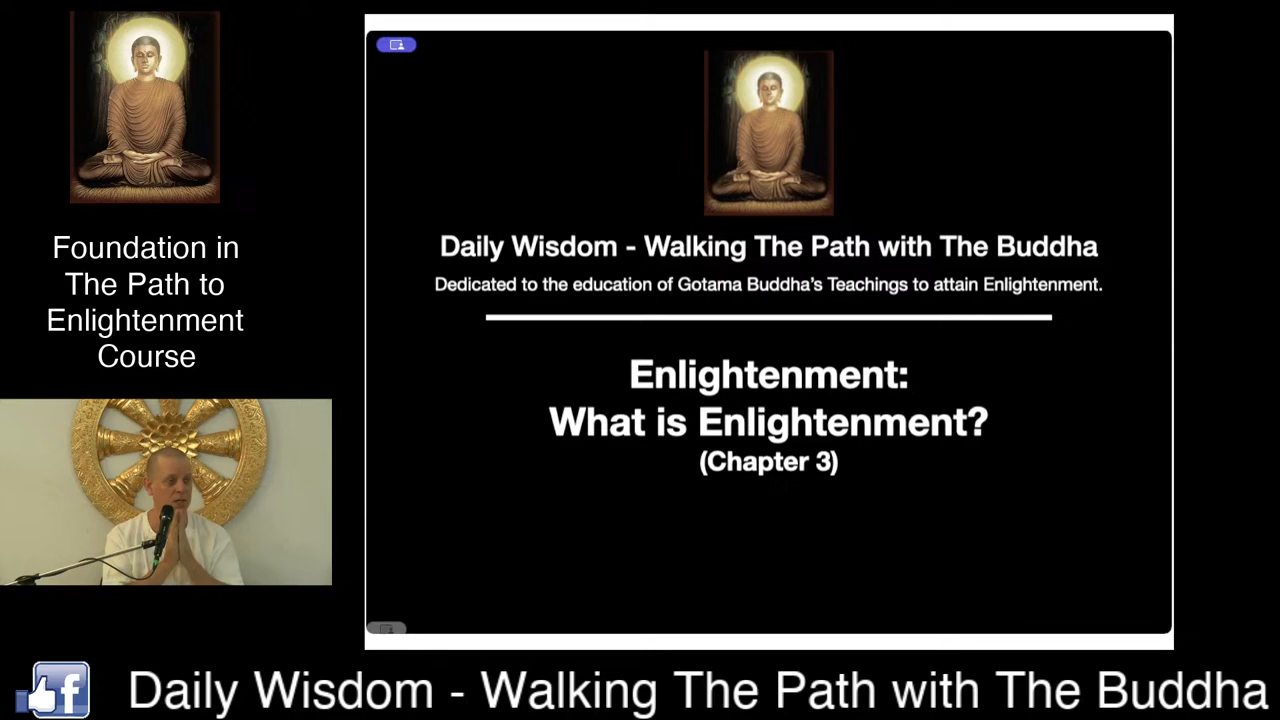 Foundation in
The Path to
Enlightenment
Course
Daily Wisdom - Walking The Path with The Buddha
Dedicated to the education of Gotama Buddha's Teachings to attain Enlightenment.
Enlightenment:
What is Enlightenment?
(Chapter 3)
Daily Wisdom - Walking The Path with The Buddha